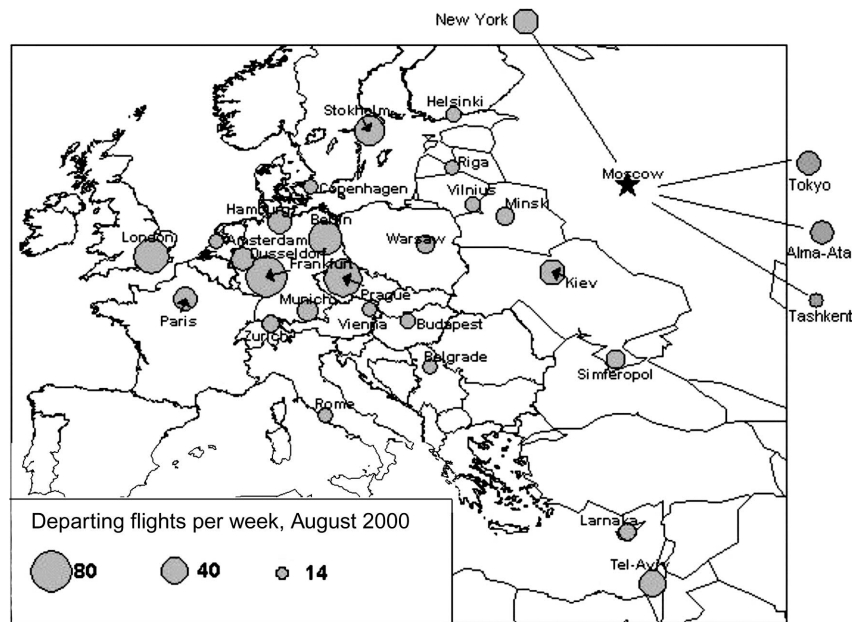 New York
Stokholm
Helsinki
Riga
Moscow
Tokyo
Copenhagen
Vilnius
Minsk
Hamburg
Berlin
London
Amsterdam
Warsaw
Alma-Ata
Dusseldorf
Frankfurt
Kiev
Paris
Munich
Prague
Tashkent
Zurich
Vienna
Budapest
Belgrade
Simferopol
Rome
Larnaka
Tel-Aviv
Departing flights per week, August 2000
80
40
14